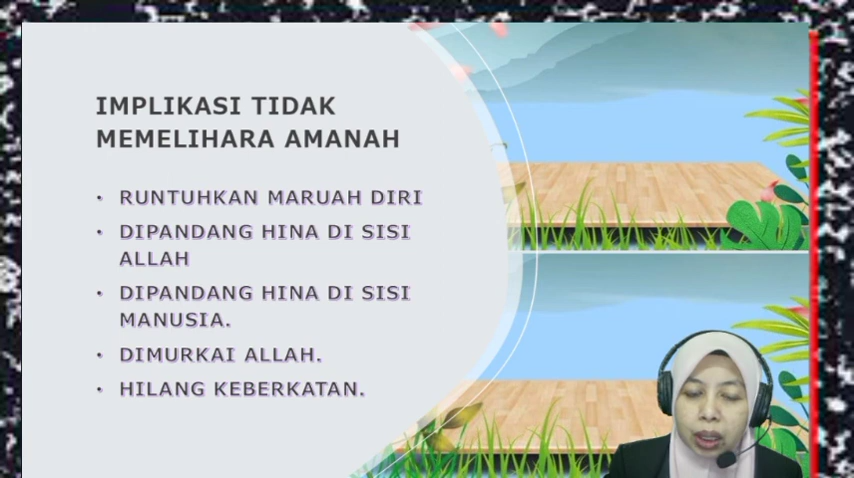 IMPLIKASI TIDAK
MEMELIHARA AMANAH
• RUNTUHKAN MARUAH DIRI
• DIPANDANG HINA DI SISI
ALLAH
• DIPANDANG HINA DI SISI
MANUSIA.
• DIMURKAI ALLAH.
• HILANG KEBERKATAN.